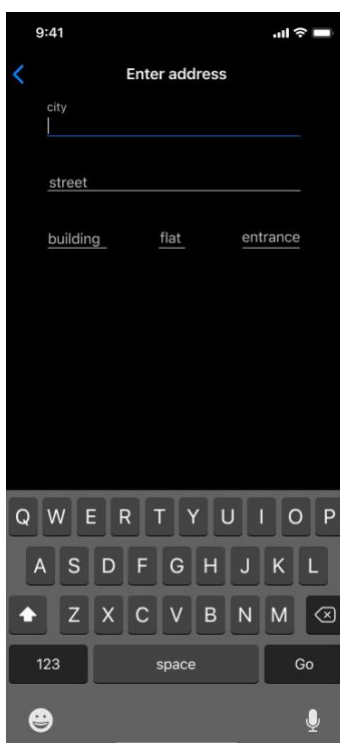 9:41
Enter address
city
street
building flat entrance
Q W E R T Y U I O P
A S D F G H J K L
Z X C V B N M
123 space Go